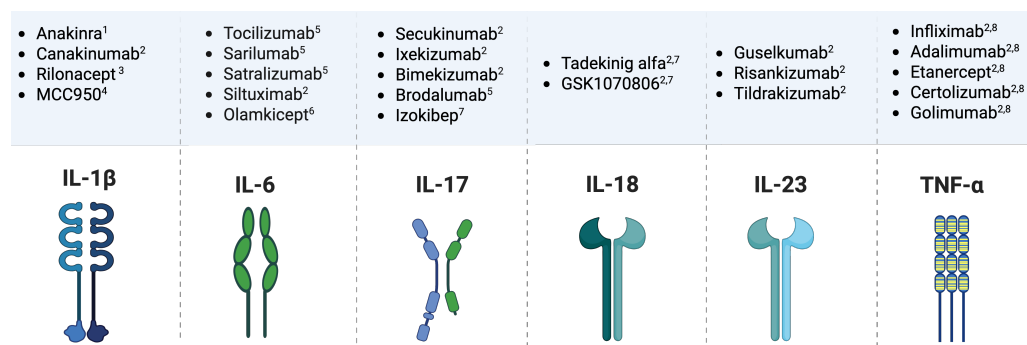 • Anakinra¹
• Canakinumab²
• Rilonacept ³
• MCC950⁴
• Tocilizumab⁵
• Sarilumab⁵
• Satralizumab⁵
• Siltuximab²
• Olamkicept⁶
• Secukinumab²
• Ixekizumab²
• Bimekizumab²
• Brodalumab⁵
• Izokibep⁷
• Tadekinig alfa²,⁷
• GSK1070806²,⁷
• Guselkumab²
• Risankizumab²
• Tildrakizumab²
• Infliximab²,⁸
• Adalimumab²,⁸
• Etanercept²,⁸
• Certolizumab²,⁸
• Golimumab²,⁸
IL-1β
IL-6
IL-17
IL-18
IL-23
TNF-α